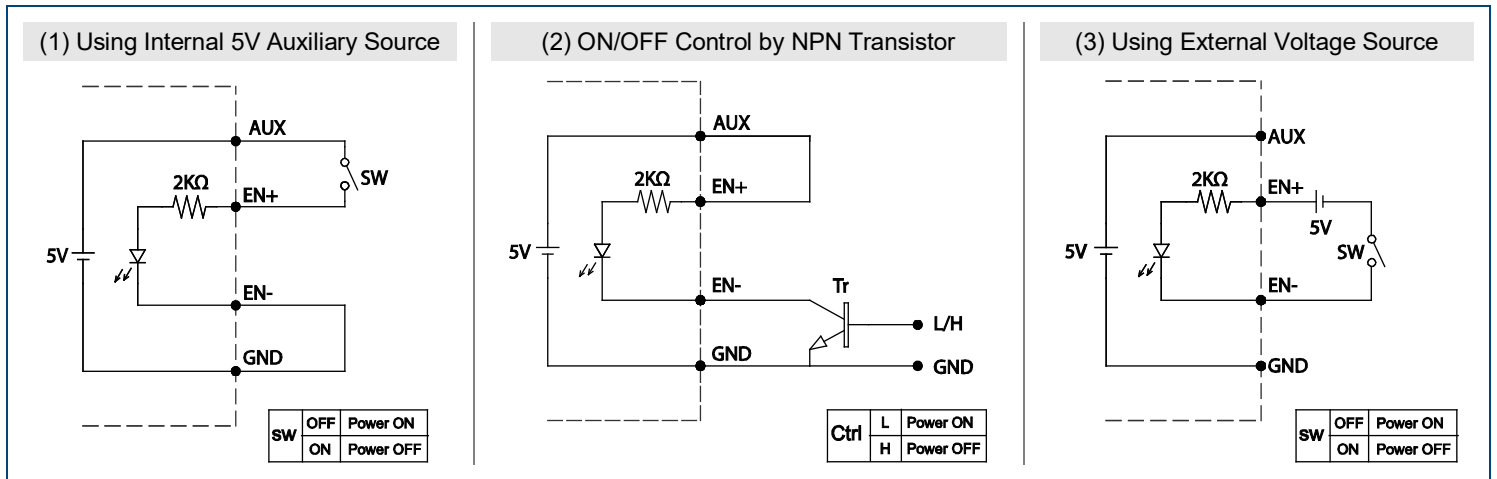 (1) Using Internal 5V Auxiliary Source
AUX
SW
2KΩ
EN+
5V
EN-
GND
SW OFF Power ON
ON Power OFF
(2) ON/OFF Control by NPN Transistor
AUX
2KΩ
EN+
5V
EN-
Tr
L/H
GND
GND
Ctrl L Power ON
H Power OFF
(3) Using External Voltage Source
AUX
2KΩ
EN+
5V
5V
SW
EN-
GND
SW OFF Power ON
ON Power OFF